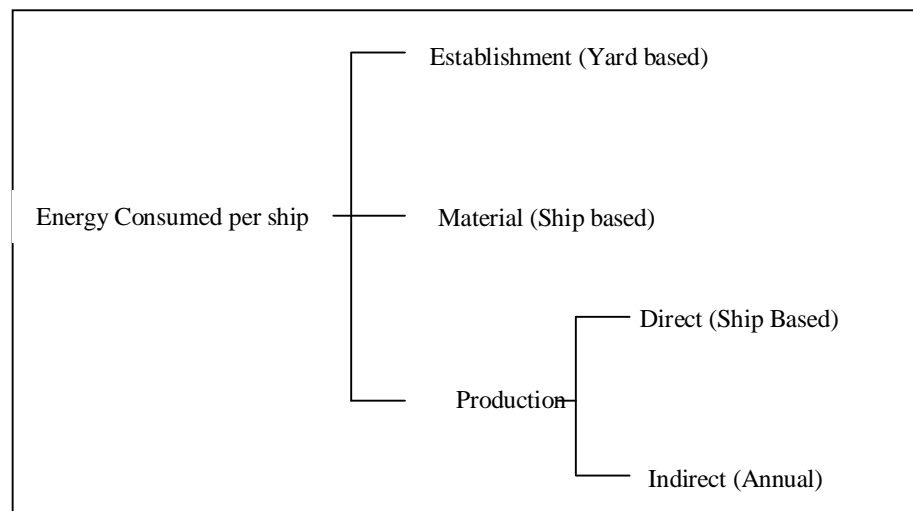 Establishment (Yard based)
Energy Consumed per ship
Material (Ship based)
Direct (Ship Based)
Production
Indirect (Annual)